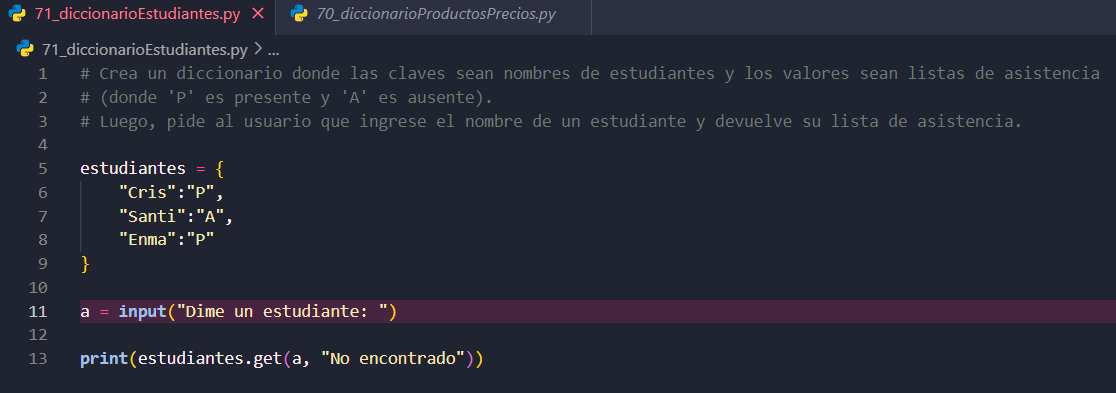 71_diccionarioEstudiantes.py 70_diccionarioProductosPrecios.py
71_diccionarioEstudiantes.py > ...
1 # Crea un diccionario donde las claves sean nombres de estudiantes y los valores sean listas de asistencia
2 # (donde 'P' es presente y 'A' es ausente).
3 # Luego, pide al usuario que ingrese el nombre de un estudiante y devuelve su lista de asistencia.
4
5 estudiantes = {
6     "Cris":"P",
7     "Santi":"A",
8     "Enma":"P"
9 }
10
11 a = input("Dime un estudiante: ")
12
13 print(estudiantes.get(a, "No encontrado"))